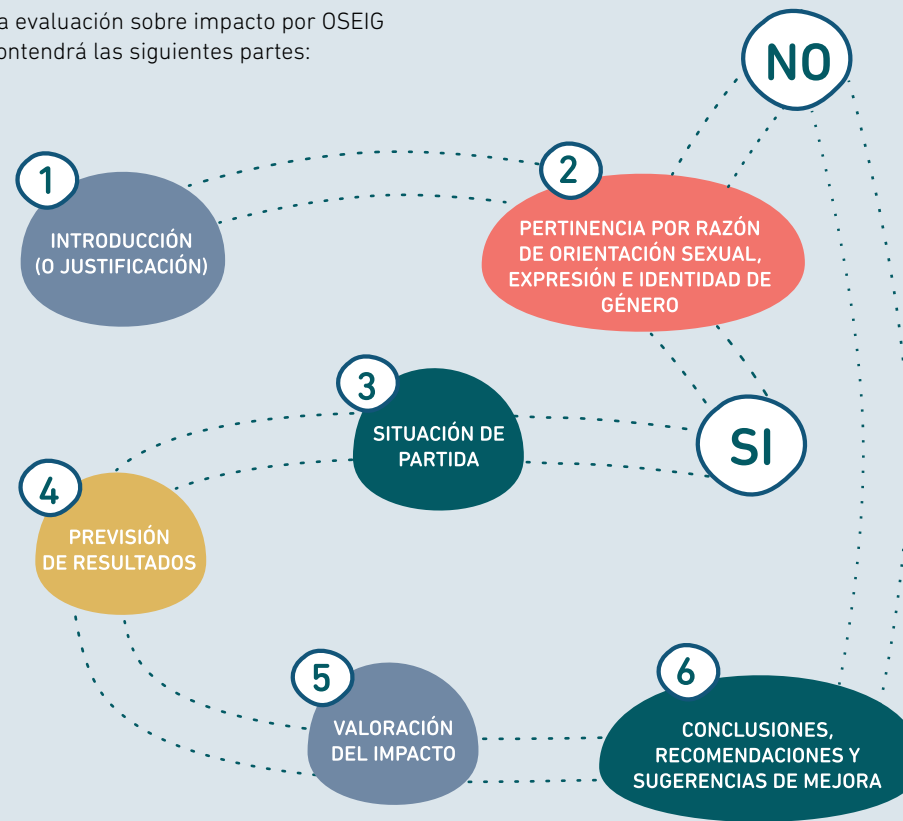 a evaluación sobre impacto por OSEIG
ontendrá las siguientes partes:
NO
1
INTRODUCCIÓN
(O JUSTIFICACIÓN)
2
PERTINENCIA POR RAZÓN
DE ORIENTACIÓN SEXUAL,
EXPRESIÓN E IDENTIDAD DE
GÉNERO
3
SITUACIÓN DE
PARTIDA
SI
4
PREVISIÓN
DE RESULTADOS
5
VALORACIÓN
DEL IMPACTO
6
CONCLUSIONES,
RECOMENDACIONES Y
SUGERENCIAS DE MEJORA